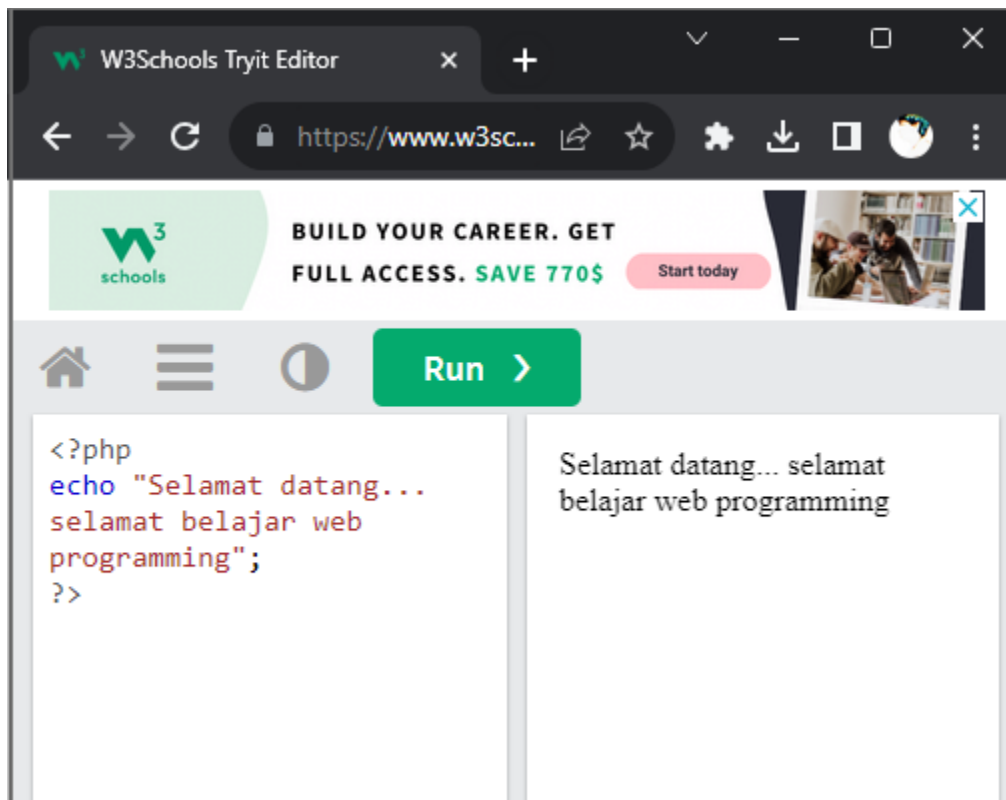 W3Schools Tryit Editor
https://www.w3sc...
W3
schools
BUILD YOUR CAREER. GET
FULL ACCESS. SAVE 770$
Start today
Run
<?php
echo "Selamat datang...
selamat belajar web
programming";
?>
Selamat datang... selamat
belajar web programming